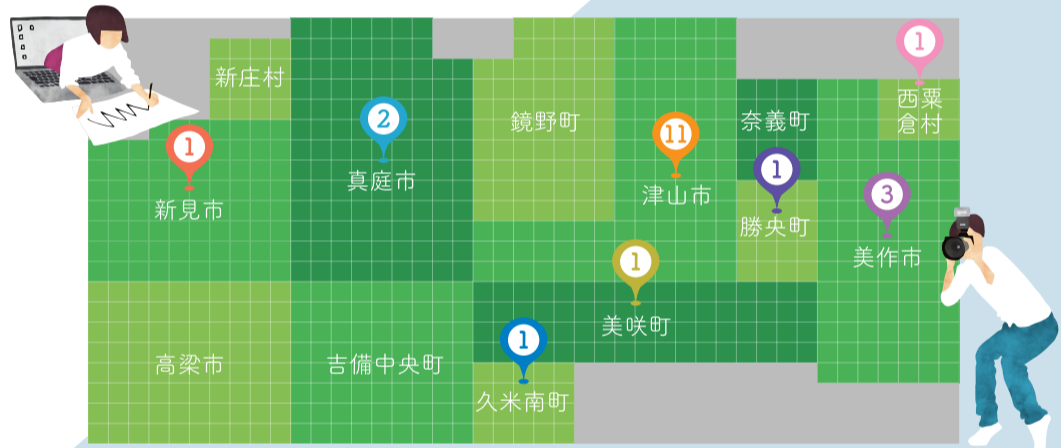 新庄村
1
新見市
2
真庭市
鏡野町
11
津山市
奈義町
1
勝央町
1
西粟
倉村
3
美作市
1
美咲町
高梁市
吉備中央町
1
久米南町